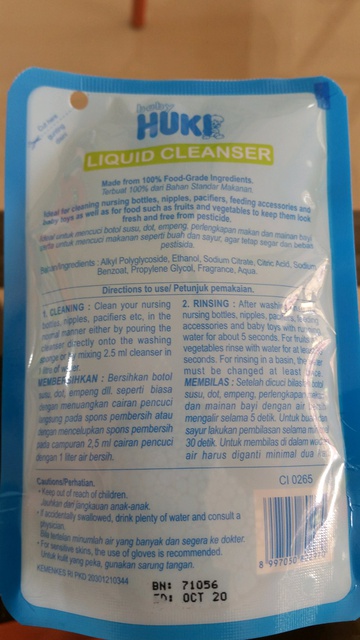 Cut Here
baby
HUKI
LIQUID CLEANSER
Made from 100% Food-Grade Ingredients.
Terbuat 100% dari Bahan Standar Makanan.
Ideal for cleaning nursing bottles, nipples, pacifiers, feeding accessories and
baby toys as well as for food such as fruits and vegetables to keep them look
fresh and free from pesticide.
Ideal untuk mencuci botol susu, dot, empeng, perlengkapan makan dan mainan bayi
serta untuk mencuci makanan seperti buah dan sayur, agar tetap segar dan bebas
pestisida.
Bahan/Ingredients : Alkyl Polyglycoside, Ethanol, Sodium Citrate, Citric Acid, Sodium
Benzoat, Propylene Glycol, Fragrance, Aqua.
Directions to use/ Petunjuk pemakaian.
1. CLEANING : Clean your nursing
bottles, nipples, pacifiers etc, in the
normal manner either by pouring the
cleanser directly onto the washing
sponge or by mixing 2.5 ml cleanser in
litre of water.
MEMBERSIHKAN : Bersihkan botol
susu, dot, empeng dll. seperti biasa
dengan menuangkan cairan pencuci
langsung pada spons pembersih atau
dengan mencelupkan spons pembersih
pada campuran 2,5 ml cairan pencuci
dengan 1 liter air bersih.
2. RINSING : After washing
nursing bottles, nipples, pacifiers, feeding
accessories and baby toys with running
water for about 5 seconds. For fruits
vegetables rinse with water for at least
seconds. For rinsing in a basin, the water
must be changed at least
MEMBILAS : Setelah dicuci bilas botol
susu, dot, empeng, perlengkapan makan
dan mainan bayi dengan air
mengalir selama 5 detik. Untuk buah dan
sayur lakukan pembilasan selama
30 detik. Untuk membilas di dalam wadah
air harus diganti minimal dua
Cautions/Perhatian.
• Keep out of reach of children.
Jauhkan dari jangkauan anak-anak.
• If accidentally swallowed, drink plenty of water and consult a
physician.
Bila tertelan minumlah air yang banyak dan segera ke dokter.
• For sensitive skins, the use of gloves is recommended.
Untuk kulit yang peka, gunakan sarung tangan.
KEMENKES RI PKD 20301210344
CI 0265
BN: 71056
ED: OCT 20